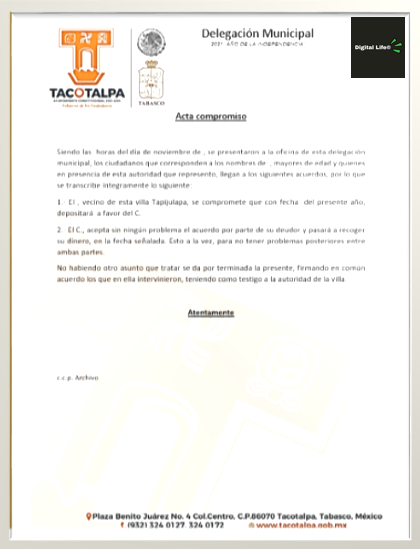 Delegación Municipal
2021 AÑO DE LA INDEPENDENCIA
Digital Life®
TACOTALPA
TABASCO
Acta compromiso
Siendo las horas del día de noviembre de , se presentaron a la oficina de esta delegación
municipal, los ciudadanos que corresponden a los nombres de , mayores de edad y quienes
en presencia de esta autoridad que represento, llegan a los siguientes acuerdos, por lo que
se transcribe íntegramente lo siguiente:
1.- El , vecino de esta villa Tapijulapa, se compromete que con fecha del presente año,
depositará a favor del C.
2. El C., acepta sin ningún problema el acuerdo por parte de su deudor y pasará a recoger
su dinero, en la fecha señalada. Esto a la vez, para no tener problemas posteriores entre
ambas partes.
No habiendo otro asunto que tratar se da por terminada la presente, firmando en común
acuerdo los que en ella intervinieron, teniendo como testigo a la autoridad de la villa.
Atentamente
c.c.p. Archivo
Plaza Benito Juárez No. 4 Col.Centro, C.P.86070 Tacotalpa, Tabasco, México
(932) 324 0127, 324 0172 www.tacotalpa.gob.mx